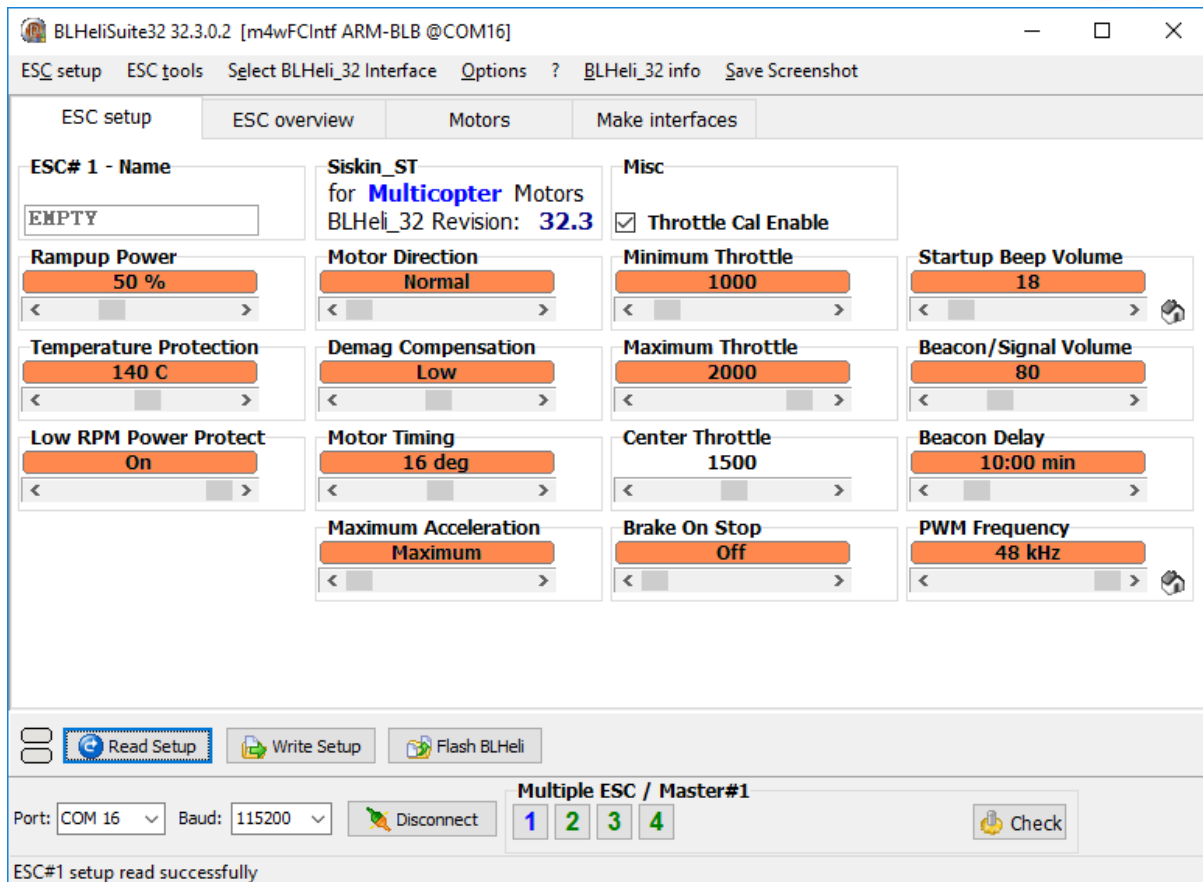 BLHeliSuite32 32.3.0.2 [m4wFCIntf ARM-BLB @COM16]
ESC setup ESC tools Select BLHeli_32 Interface Options ? BLHeli_32 info Save Screenshot
ESC setup ESC overview Motors Make interfaces
ESC# 1 - Name
EMPTY
Siskin_ST
for Multicopter Motors
BLHeli_32 Revision: 32.3
Misc
Throttle Cal Enable
Rampup Power
50 %
Motor Direction
Normal
Minimum Throttle
1000
Startup Beep Volume
18
Temperature Protection
140 C
Demag Compensation
Low
Maximum Throttle
2000
Beacon/Signal Volume
80
Low RPM Power Protect
On
Motor Timing
16 deg
Center Throttle
1500
Beacon Delay
10:00 min
Maximum Acceleration
Maximum
Brake On Stop
Off
PWM Frequency
48 kHz
Read Setup Write Setup Flash BLHeli
Port: COM 16 Baud: 115200 Disconnect
Multiple ESC / Master#1
1 2 3 4
Check
ESC#1 setup read successfully